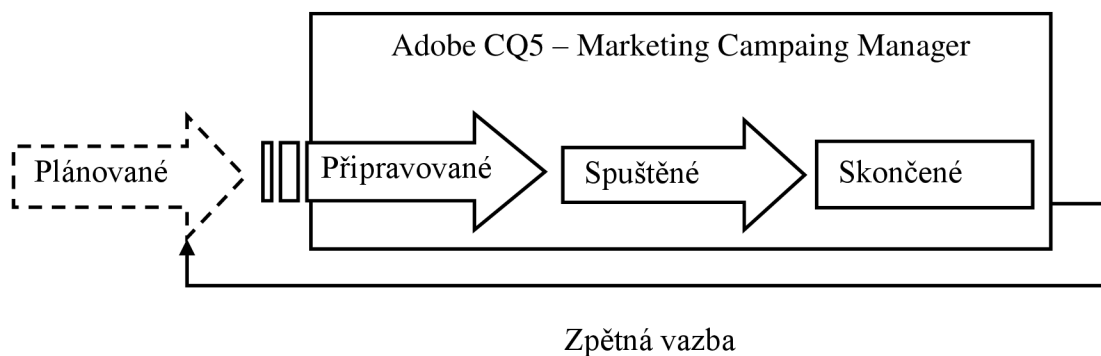 Adobe CQ5 – Marketing Campaing Manager
Plánované
Připravované
Spuštěné
Skončené
Zpětná vazba